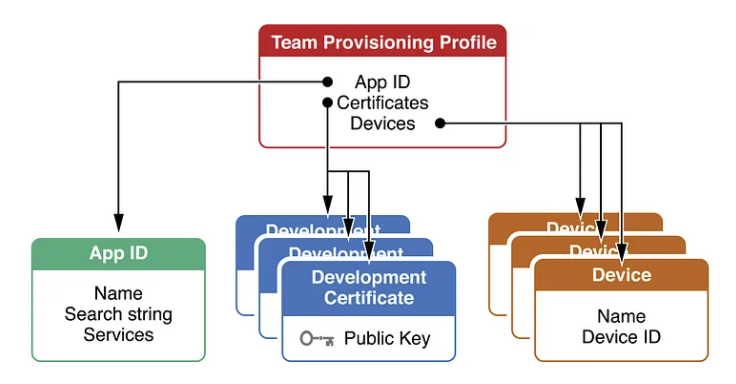 Team Provisioning Profile
App ID
Certificates
Devices
App ID
Name
Search string
Services
Development
Development
Development
Certificate
Public Key
Device
Device
Device
Name
Device ID